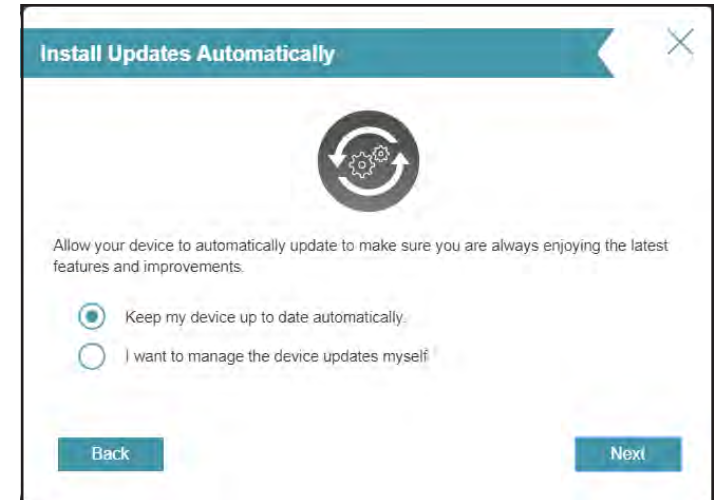 Install Updates Automatically
Allow your device to automatically update to make sure you are always enjoying the latest
features and improvements.
Keep my device up to date automatically.
I want to manage the device updates myself
Back
Next